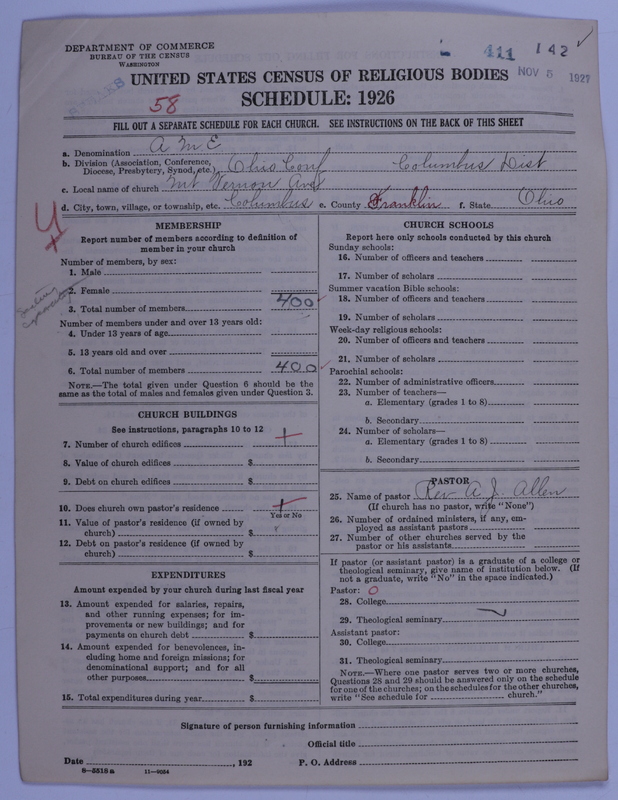 DEPARTMENT OF COMMERCE
BUREAU OF THE CENSUS
WASHINGTON
411 142
NOV 5 1927
UNITED STATES CENSUS OF RELIGIOUS BODIES
58
SCHEDULE: 1926
FILL OUT A SEPARATE SCHEDULE FOR EACH CHURCH. SEE INSTRUCTIONS ON THE BACK OF THIS SHEET
a. Denomination A M E
b. Division (Association, Conference, Diocese, Presbytery, Synod, etc.) Ohio Conf Columbus Dist
c. Local name of church Mt Vernon Ave
d. City, town, village, or township, etc. Columbus e. County Franklin f. State Ohio
MEMBERSHIP
Report number of members according to definition of
member in your church
Number of members, by sex:
1. Male
2. Female
3. Total number of members 400
Number of members under and over 13 years old:
4. Under 13 years of age
5. 13 years old and over
6. Total number of members 400
NOTE.—The total given under Question 6 should be the
same as the total of males and females given under Question 3.
CHURCH BUILDINGS
See instructions, paragraphs 10 to 12
7. Number of church edifices 1
8. Value of church edifices $
9. Debt on church edifices $
10. Does church own pastor's residence
Yes or No
11. Value of pastor's residence (if owned by
church) $
12. Debt on pastor's residence (if owned by
church) $
EXPENDITURES
Amount expended by your church during last fiscal year
13. Amount expended for salaries, repairs,
and other running expenses; for im-
provements or new buildings; and for
payments on church debt $
14. Amount expended for benevolences, in-
cluding home and foreign missions; for
denominational support; and for all
other purposes $
15. Total expenditures during year $
CHURCH SCHOOLS
Report here only schools conducted by this church
Sunday schools:
16. Number of officers and teachers
17. Number of scholars
Summer vacation Bible schools:
18. Number of officers and teachers
19. Number of scholars
Week-day religious schools:
20. Number of officers and teachers
21. Number of scholars
Parochial schools:
22. Number of administrative officers
23. Number of teachers—
a. Elementary (grades 1 to 8)
b. Secondary
24. Number of scholars—
a. Elementary (grades 1 to 8)
b. Secondary
PASTOR
25. Name of pastor Rev A. J. Allen
(If church has no pastor, write "None")
26. Number of ordained ministers, if any, em-
ployed as assistant pastors
27. Number of other churches served by the
pastor or his assistants
If pastor (or assistant pastor) is a graduate of a college or
theological seminary, give name of institution below. (If
not a graduate, write "No" in the space indicated.)
Pastor: 0
28. College
29. Theological seminary
Assistant pastor:
30. College
31. Theological seminary
NOTE.—Where one pastor serves two or more churches,
Questions 28 and 29 should be answered only on the schedule
for one of the churches; on the schedules for the other churches,
write "See schedule for church."
Signature of person furnishing information
Official title
Date , 192 P. O. Address
8—5518a 11—9054